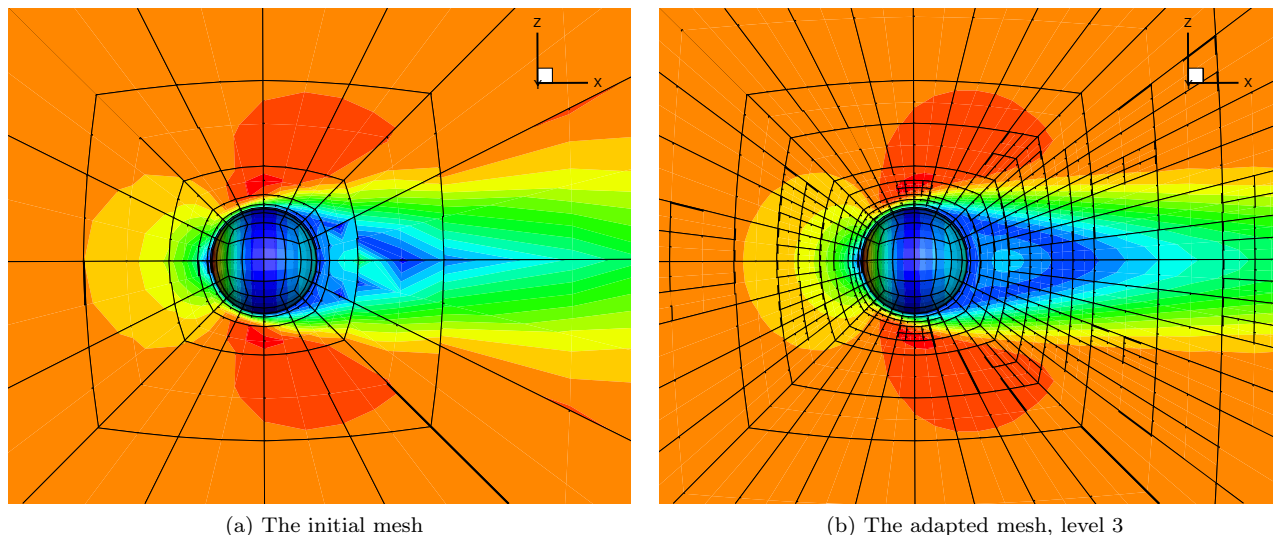 Z
X
Y
Z
X
Y
(a) The initial mesh
(b) The adapted mesh, level 3